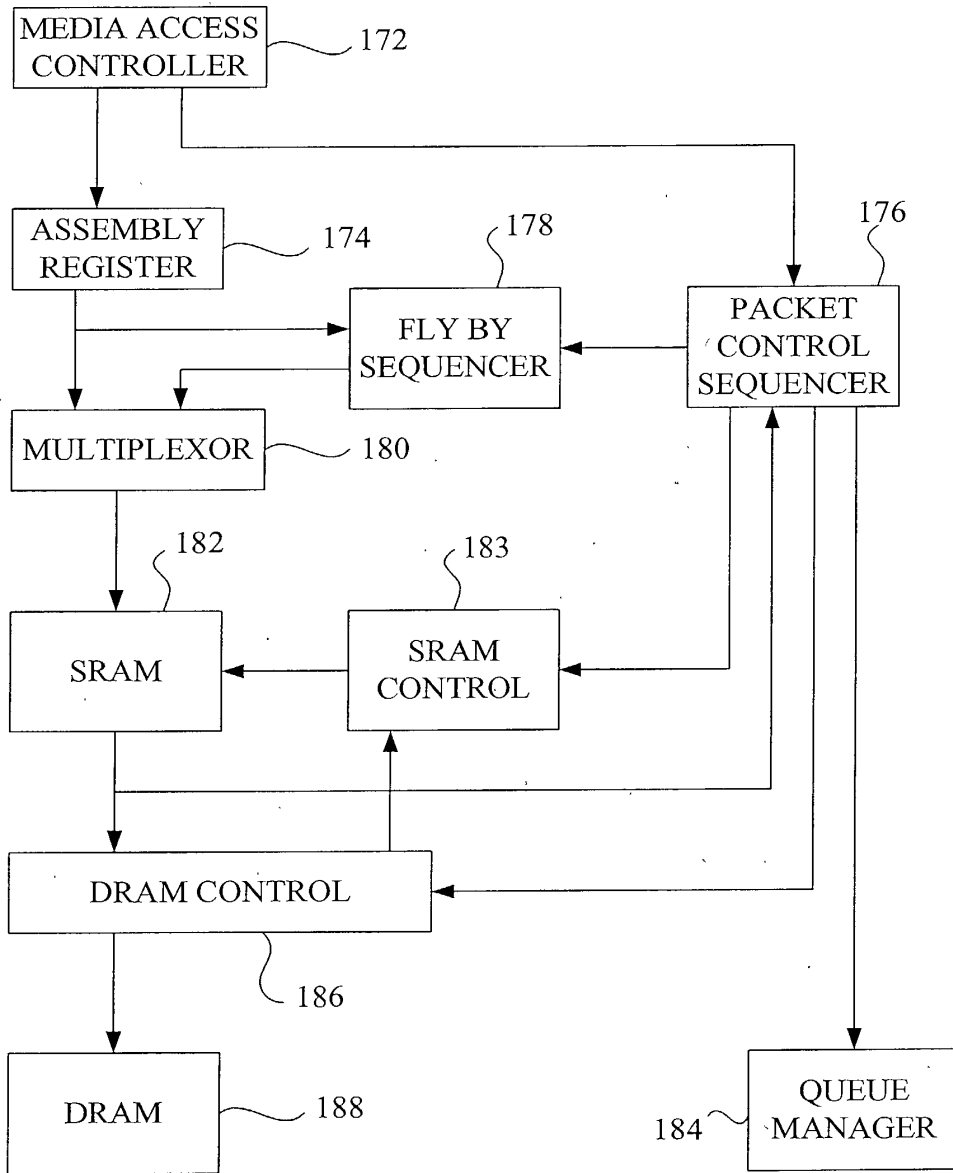 MEDIA ACCESS
CONTROLLER
172
ASSEMBLY
REGISTER
174
178
176
FLY BY
SEQUENCER
PACKET
CONTROL
SEQUENCER
MULTIPLEXOR
180
182
183
SRAM
SRAM
CONTROL
DRAM CONTROL
186
DRAM
188
184
QUEUE
MANAGER